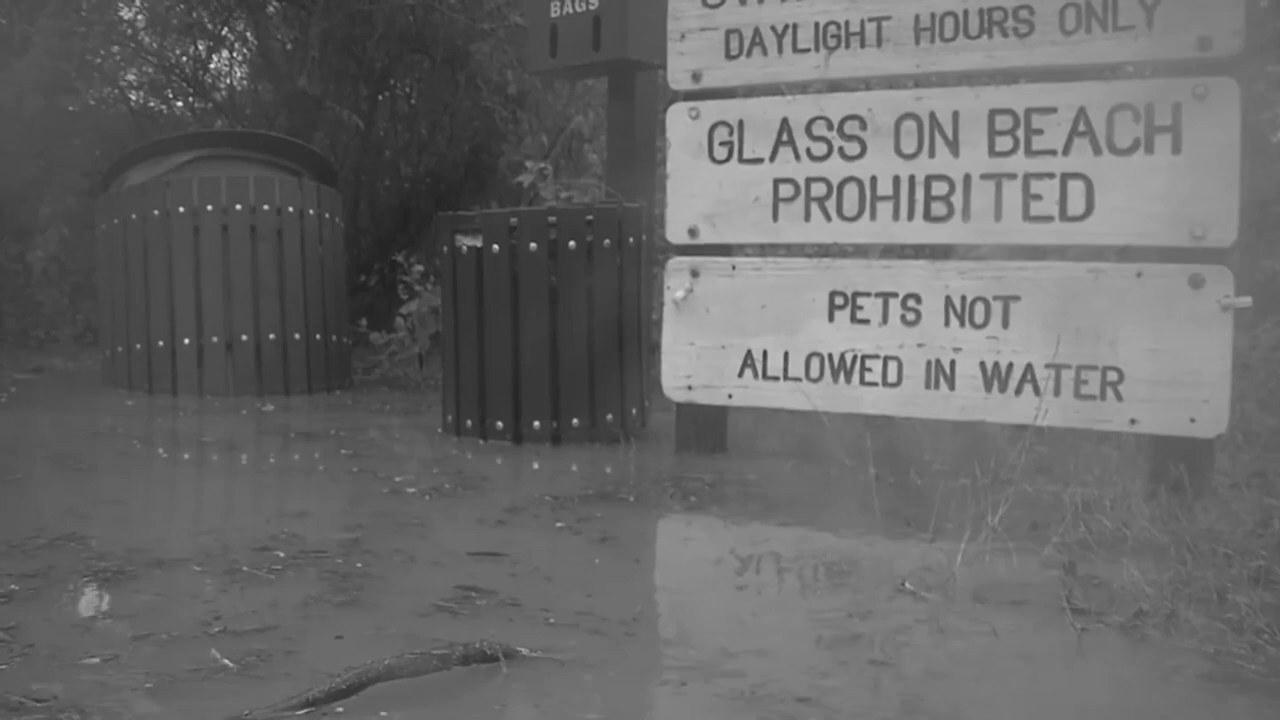 BAGS
DAYLIGHT HOURS ONLY
GLASS ON BEACH
PROHIBITED
PETS NOT
ALLOWED IN WATER